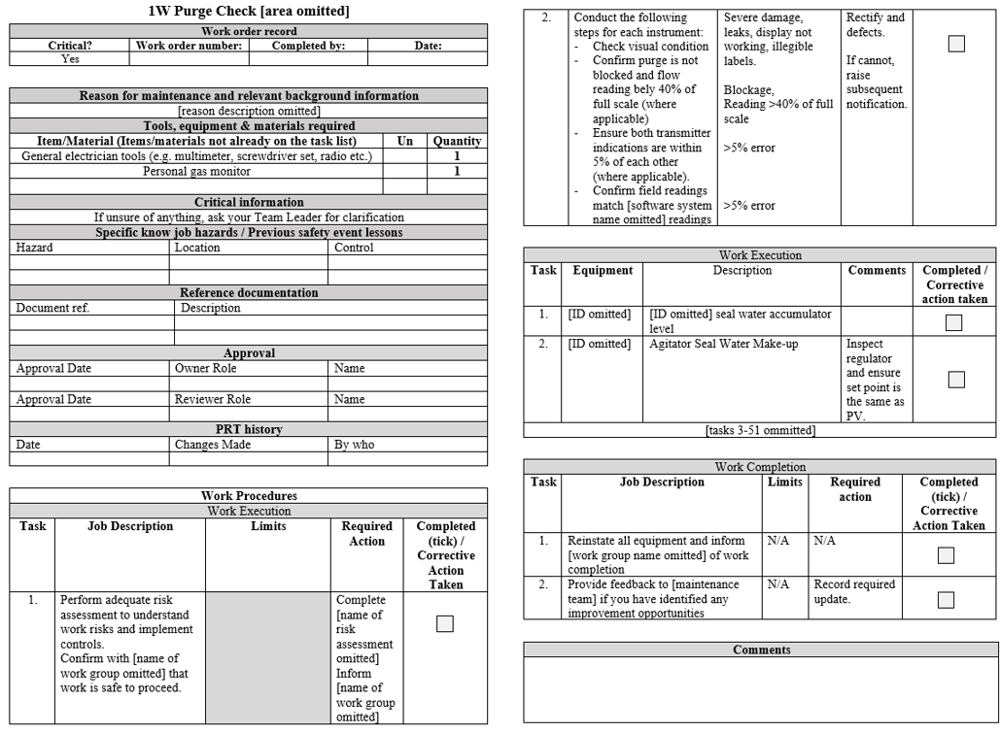 1W Purge Check [area omitted]
Work order record
Critical? Work order number: Completed by: Date:
Yes
Reason for maintenance and relevant background information
[reason description omitted]
Tools, equipment & materials required
Item/Material (Items/materials not already on the task list) Un Quantity
General electrician tools (e.g. multimeter, screwdriver set, radio etc.) 1
Personal gas monitor 1
Critical information
If unsure of anything, ask your Team Leader for clarification
Specific know job hazards / Previous safety event lessons
Hazard Location Control
Reference documentation
Document ref. Description
Approval
Approval Date Owner Role Name
Approval Date Reviewer Role Name
PRT history
Date Changes Made By who
Work Procedures
Work Execution
Task Job Description Limits Required Action Completed (tick) / Corrective Action Taken
1. Perform adequate risk
assessment to understand
work risks and implement
controls.
Confirm with [name of
work group omitted] that
work is safe to proceed.
Complete
[name of
risk
assessment
omitted]
Inform
[name of
work group
omitted]
2. Conduct the following
steps for each instrument:
- Check visual condition
- Confirm purge is not
blocked and flow
reading bely 40% of
full scale (where
applicable)
- Ensure both transmitter
indications are within
5% of each other
(where applicable).
- Confirm field readings
match [software system
name omitted] readings
Severe damage,
leaks, display not
working, illegible
labels.
Blockage,
Reading >40% of full
scale
>5% error
>5% error
Rectify and
defects.
If cannot,
raise
subsequent
notification.
Work Execution
Task Equipment Description Comments Completed / Corrective action taken
1. [ID omitted] [ID omitted] seal water accumulator
level
2. [ID omitted] Agitator Seal Water Make-up
Inspect
regulator
and ensure
set point is
the same as
PV.
[tasks 3-51 ommitted]
Work Completion
Task Job Description Limits Required action Completed (tick) / Corrective Action Taken
1. Reinstate all equipment and inform
[work group name omitted] of work
completion
N/A N/A
2. Provide feedback to [maintenance
team] if you have identified any
improvement opportunities
N/A Record required
update.
Comments